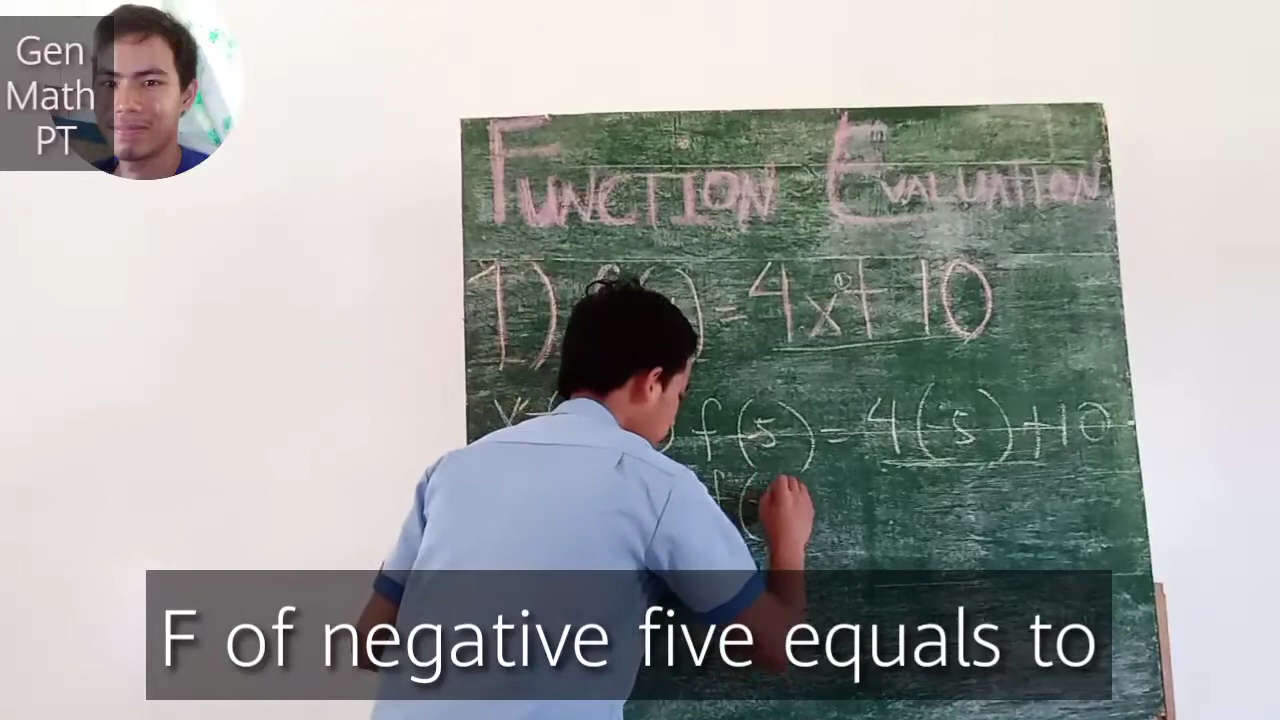 Gen
Math
PT
FUNCTION EVALUATION
1) = 4x + 10
f(-5) = 4(-5) + 10
f(
F of negative five equals to